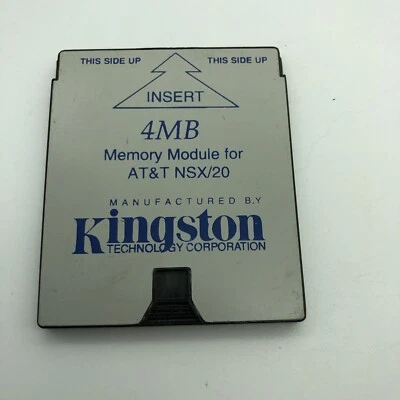 THIS SIDE UP THIS SIDE UP
INSERT
4MB
Memory Module for
AT&T NSX/20
MANUFACTURED BY
Kingston
TECHNOLOGY CORPORATION